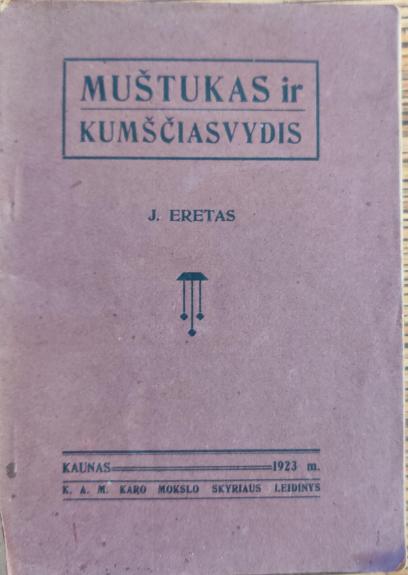 MUŠTUKAS ir
KUMŠČIASVYDIS
J. ERETAS
KAUNAS 1923 m.
K. A. M. KARO MOKSLO SKYRIAUS LEIDINYS